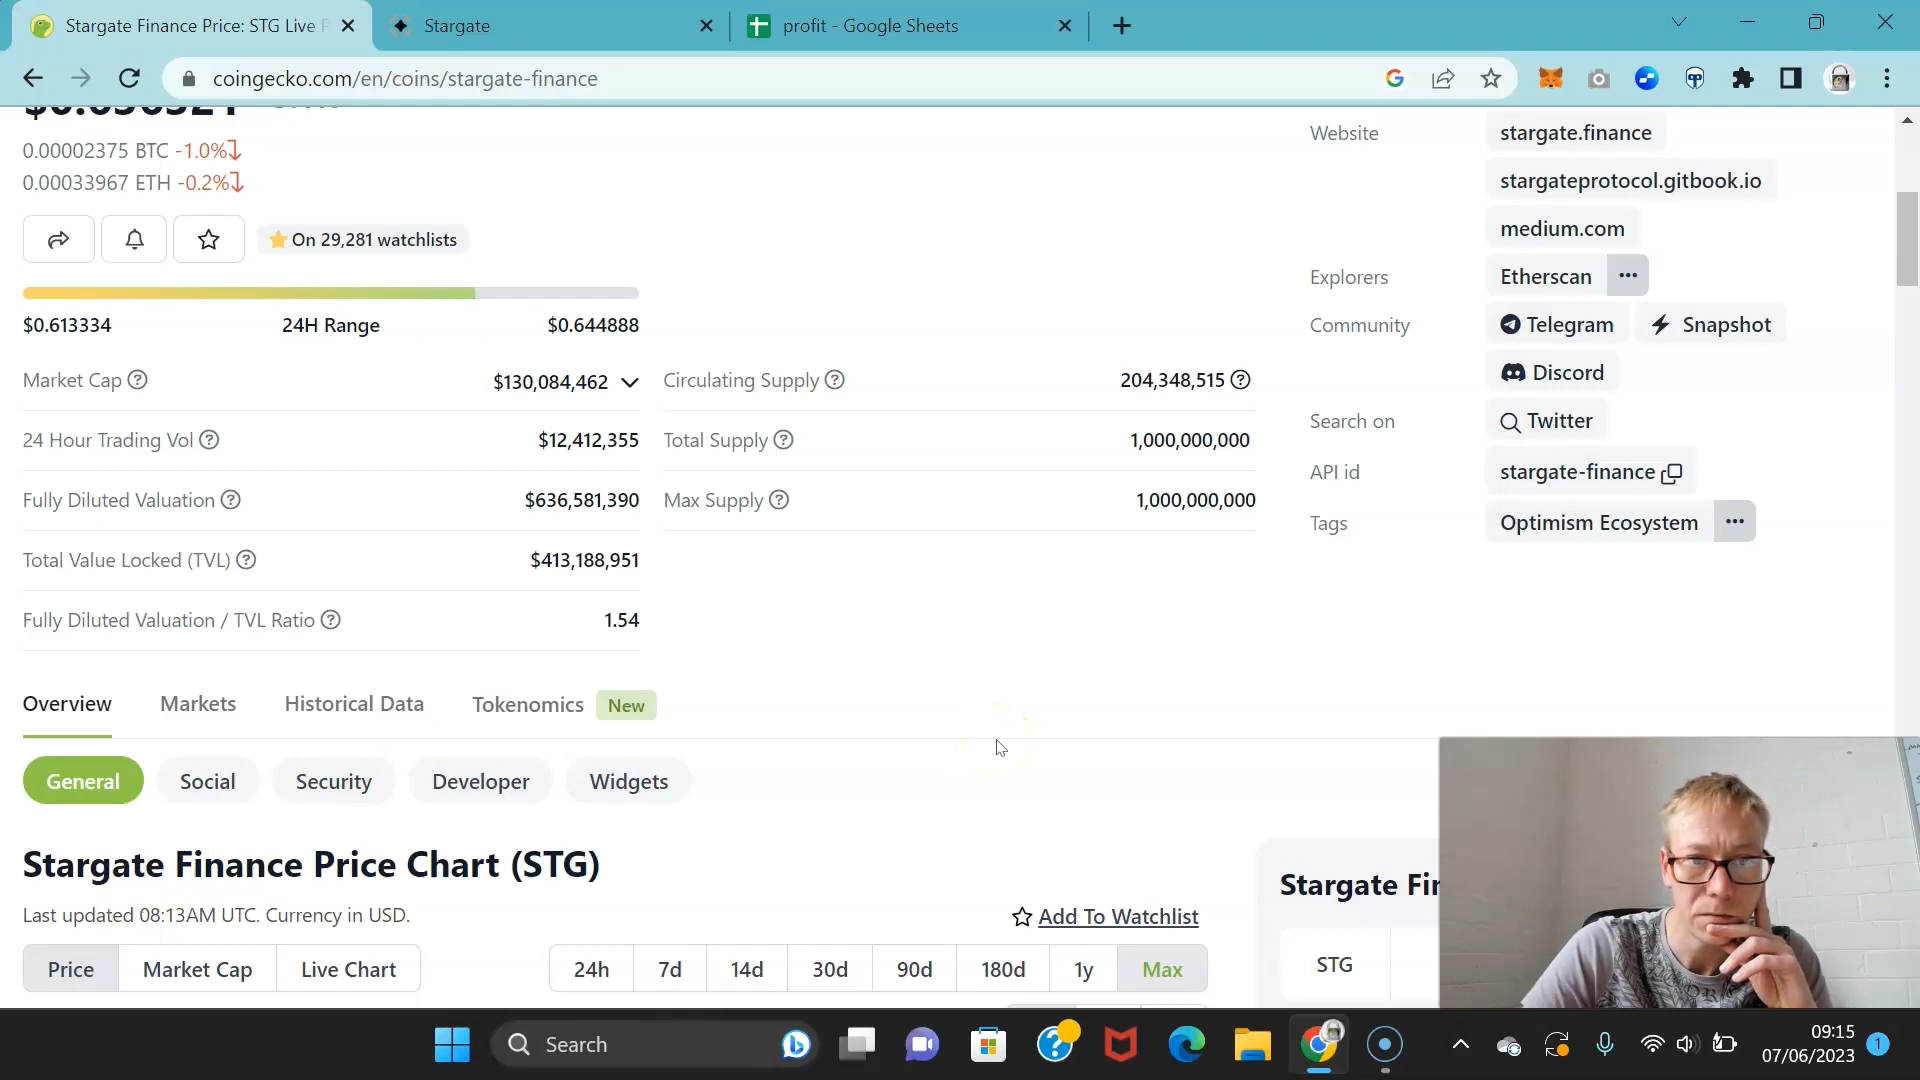 Stargate Finance Price: STG Live
Stargate
profit - Google Sheets
coingecko.com/en/coins/stargate-finance
0.00002375 BTC -1.0%
0.00033967 ETH -0.2%
On 29,281 watchlists
$0.613334 24H Range $0.644888
Market Cap $130,084,462
24 Hour Trading Vol $12,412,355
Fully Diluted Valuation $636,581,390
Total Value Locked (TVL) $413,188,951
Fully Diluted Valuation / TVL Ratio 1.54
Circulating Supply 204,348,515
Total Supply 1,000,000,000
Max Supply 1,000,000,000
Website stargate.finance
stargateprotocol.gitbook.io
medium.com
Explorers Etherscan
Community Telegram Snapshot
Discord
Search on Twitter
API id stargate-finance
Tags Optimism Ecosystem
Overview Markets Historical Data Tokenomics New
General Social Security Developer Widgets
Stargate Finance Price Chart (STG)
Last updated 08:13AM UTC. Currency in USD.
Add To Watchlist
Price Market Cap Live Chart
24h 7d 14d 30d 90d 180d 1y Max
Stargate
STG
Search
09:15
07/06/2023
1